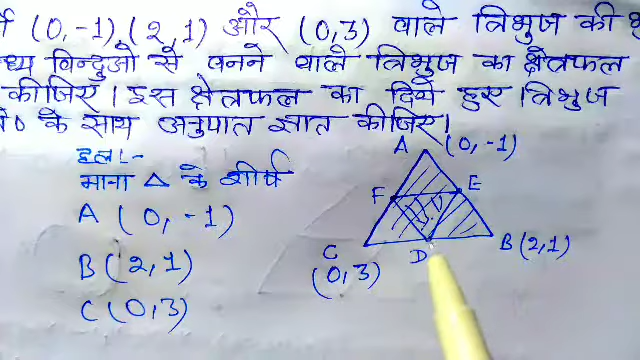 (0,-1), (2,1) और (0,3) वाले त्रिभुज की
बिन्दुओ से बनने वाले त्रिभुज का क्षेत्रफल
कीजिए। इस क्षेत्रफल का दिये हुए त्रिभुज
के साथ अनुपात ज्ञात कीजिए।
हल:-
माना △ के शीर्ष
A (0,-1)
B (2,1)
C (0,3)
A (0,-1)
F E
C D B (2,1)
(0,3)